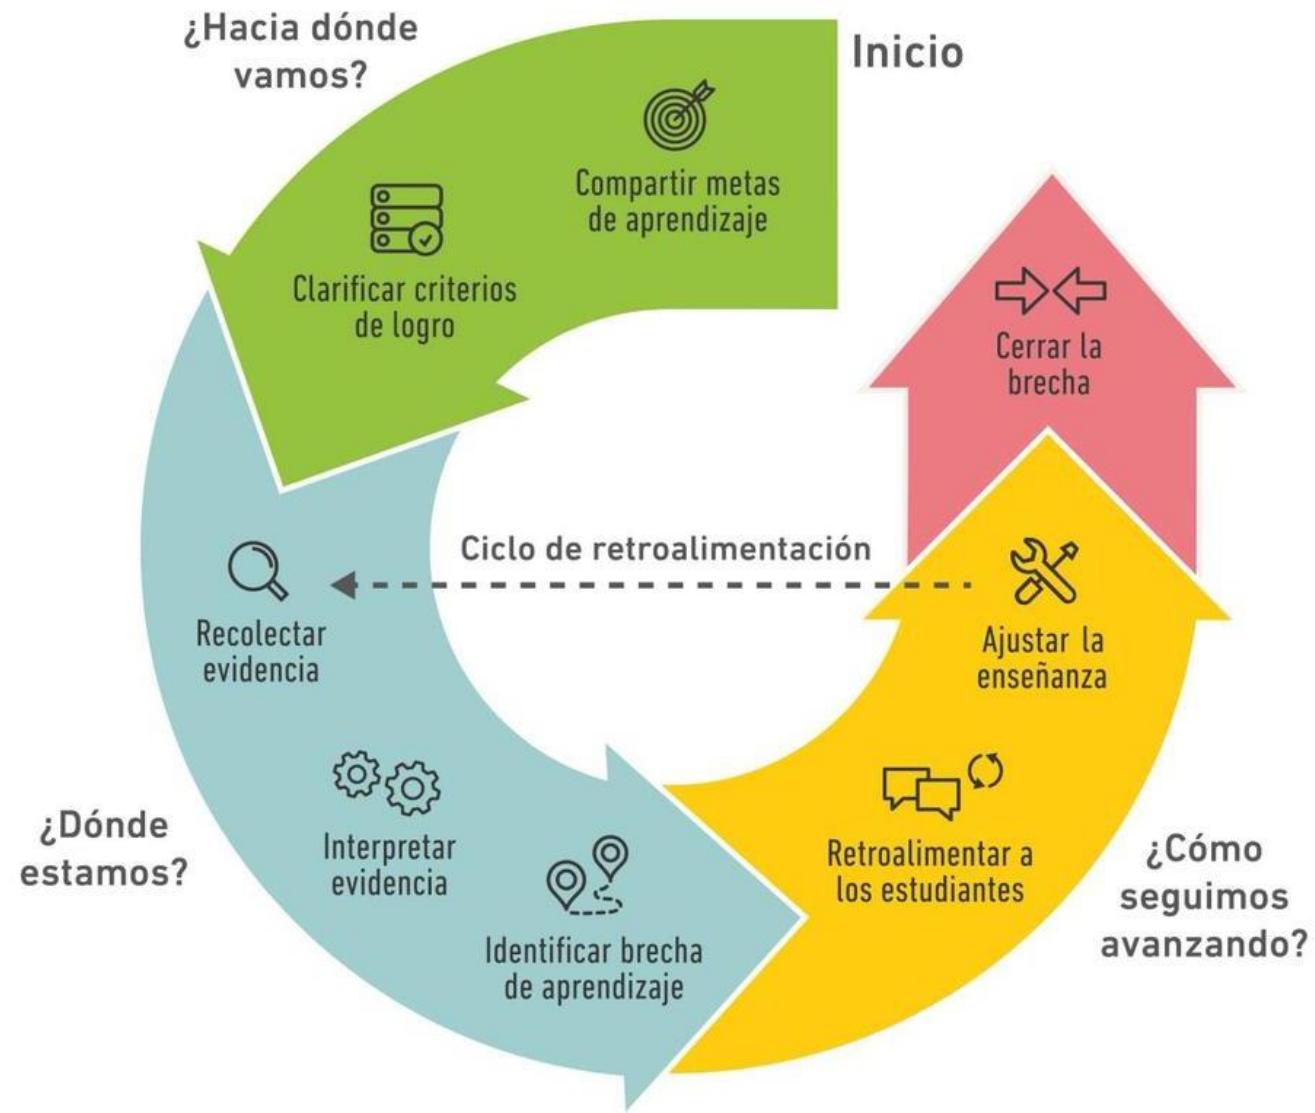 ¿Hacia dónde
vamos?
Inicio
Compartir metas
de aprendizaje
Clarificar criterios
de logro
Recolectar
evidencia
Interpretar
evidencia
Identificar brecha
de aprendizaje
¿Dónde
estamos?
Ciclo de retroalimentación
Retroalimentar a
los estudiantes
Ajustar la
enseñanza
¿Cómo
seguimos
avanzando?
Cerrar la
brecha